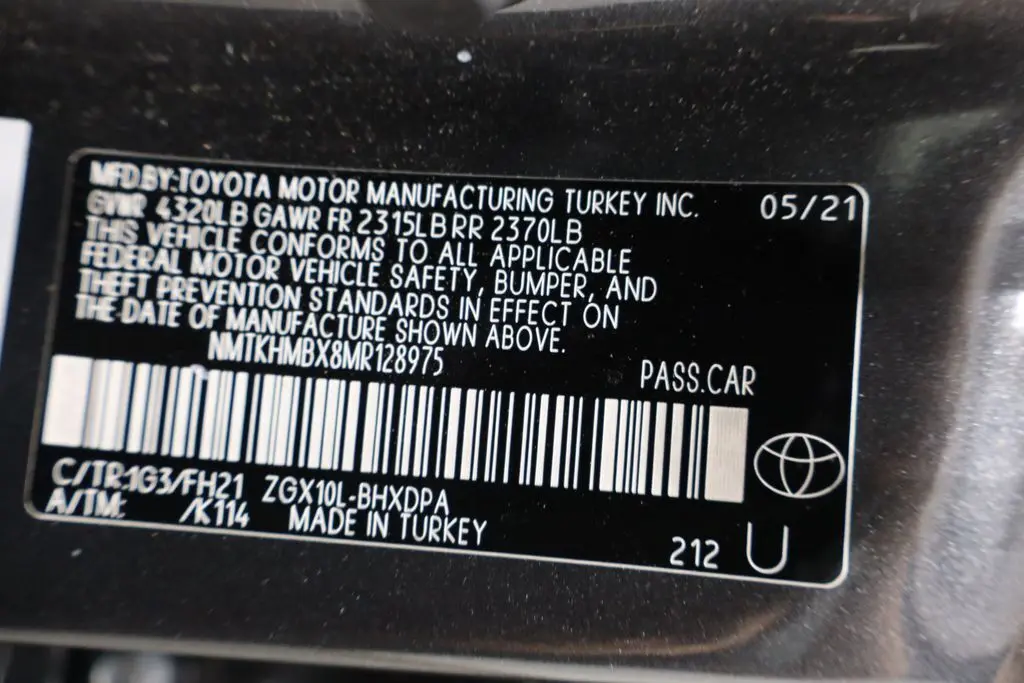 MFD.BY:TOYOTA MOTOR MANUFACTURING TURKEY INC. 05/21
GVWR 4320LB GAWR FR 2315LB RR 2370LB
THIS VEHICLE CONFORMS TO ALL APPLICABLE
FEDERAL MOTOR VEHICLE SAFETY, BUMPER, AND
THEFT PREVENTION STANDARDS IN EFFECT ON
THE DATE OF MANUFACTURE SHOWN ABOVE.
NMTKHMBX8MR128975 PASS.CAR
C/TR:1G3/FH21 ZGX10L-BHXDPA
A/TM: /K114 MADE IN TURKEY
212 U